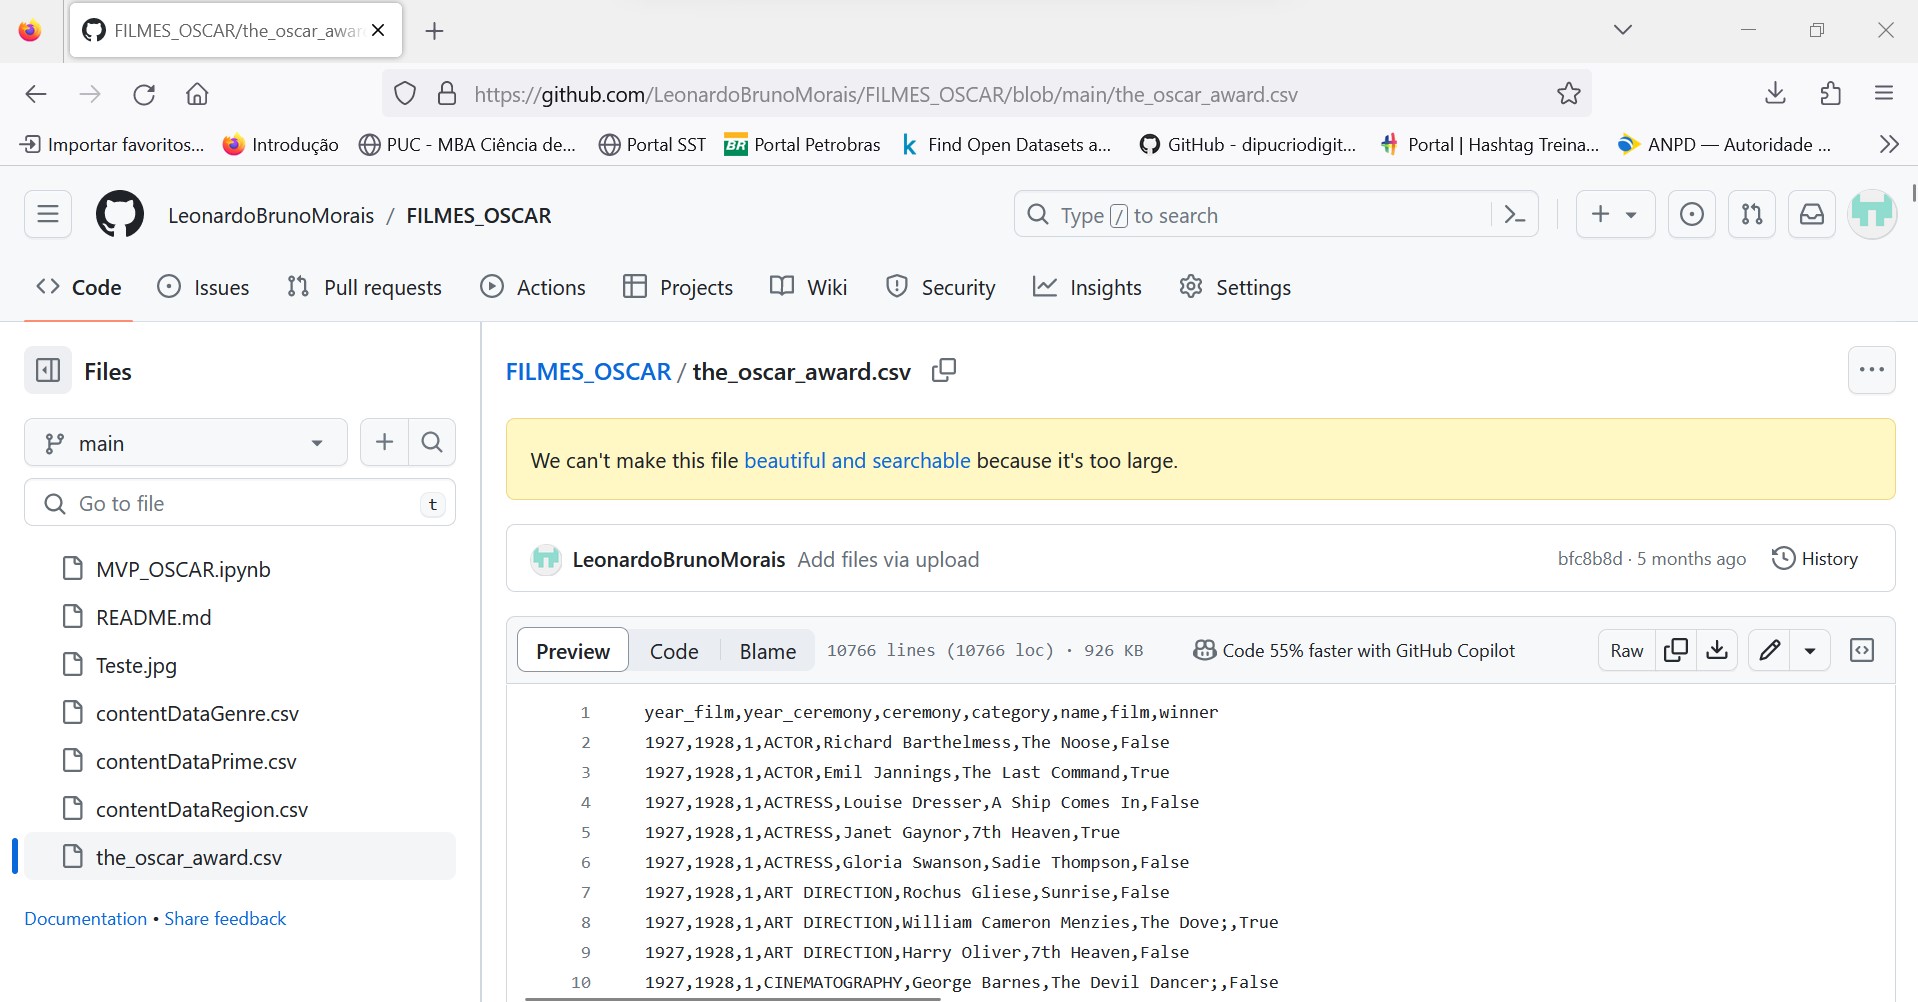 FILMES_OSCAR/the_oscar_awar
https://github.com/LeonardoBrunoMorais/FILMES_OSCAR/blob/main/the_oscar_award.csv
Importar favoritos... Introdução PUC - MBA Ciência de... Portal SST BR Portal Petrobras k Find Open Datasets a... GitHub - dipucriodigit... Portal | Hashtag Treina... ANPD — Autoridade ...
LeonardoBrunoMorais / FILMES_OSCAR Type / to search
Code Issues Pull requests Actions Projects Wiki Security Insights Settings
Files
main
Go to file t
MVP_OSCAR.ipynb
README.md
Teste.jpg
contentDataGenre.csv
contentDataPrime.csv
contentDataRegion.csv
the_oscar_award.csv
Documentation • Share feedback
FILMES_OSCAR / the_oscar_award.csv
We can't make this file beautiful and searchable because it's too large.
LeonardoBrunoMorais Add files via upload bfc8b8d · 5 months ago History
Preview Code Blame 10766 lines (10766 loc) · 926 KB Code 55% faster with GitHub Copilot Raw
1 year_film,year_ceremony,ceremony,category,name,film,winner
2 1927,1928,1,ACTOR,Richard Barthelmess,The Noose,False
3 1927,1928,1,ACTOR,Emil Jannings,The Last Command,True
4 1927,1928,1,ACTRESS,Louise Dresser,A Ship Comes In,False
5 1927,1928,1,ACTRESS,Janet Gaynor,7th Heaven,True
6 1927,1928,1,ACTRESS,Gloria Swanson,Sadie Thompson,False
7 1927,1928,1,ART DIRECTION,Rochus Gliese,Sunrise,False
8 1927,1928,1,ART DIRECTION,William Cameron Menzies,The Dove;,True
9 1927,1928,1,ART DIRECTION,Harry Oliver,7th Heaven,False
10 1927,1928,1,CINEMATOGRAPHY,George Barnes,The Devil Dancer;,False